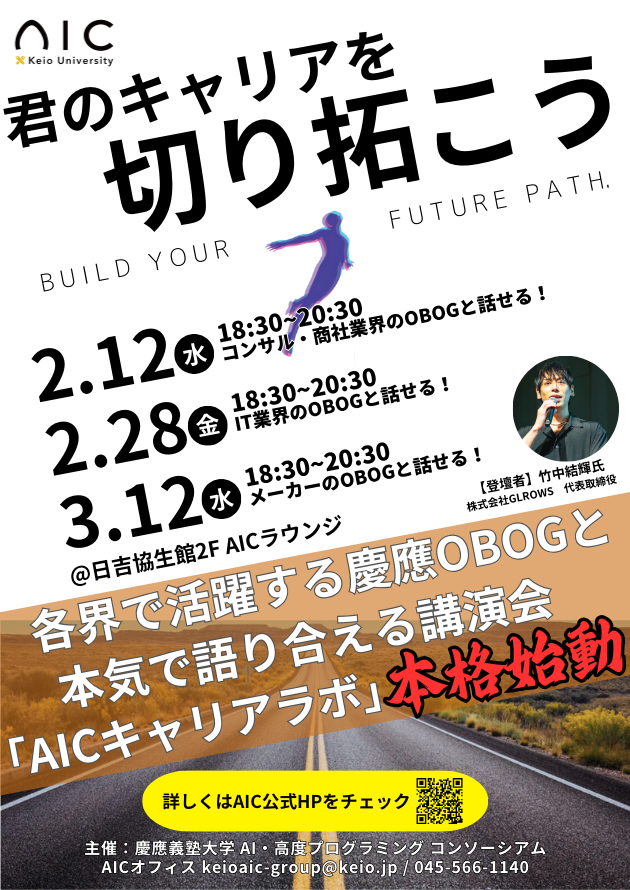 AIC
Keio University
君のキャリアを
切り拓こう
BUILD YOUR FUTURE PATH.
2.12 水 18:30~20:30
コンサル・商社業界のOBOGと話せる！
2.28 金 18:30~20:30
IT業界のOBOGと話せる！
3.12 水 18:30~20:30
メーカーのOBOGと話せる！
@日吉協生館2F AICラウンジ
【登壇者】竹中結輝氏
株式会社GLROWS 代表取締役
各界で活躍する慶應OBOGと
本気で語り合える講演会
「AICキャリアラボ」本格始動
詳しくはAIC公式HPをチェック
主催：慶應義塾大学 AI・高度プログラミング コンソーシアム
AICオフィス keioaic-group@keio.jp / 045-566-1140